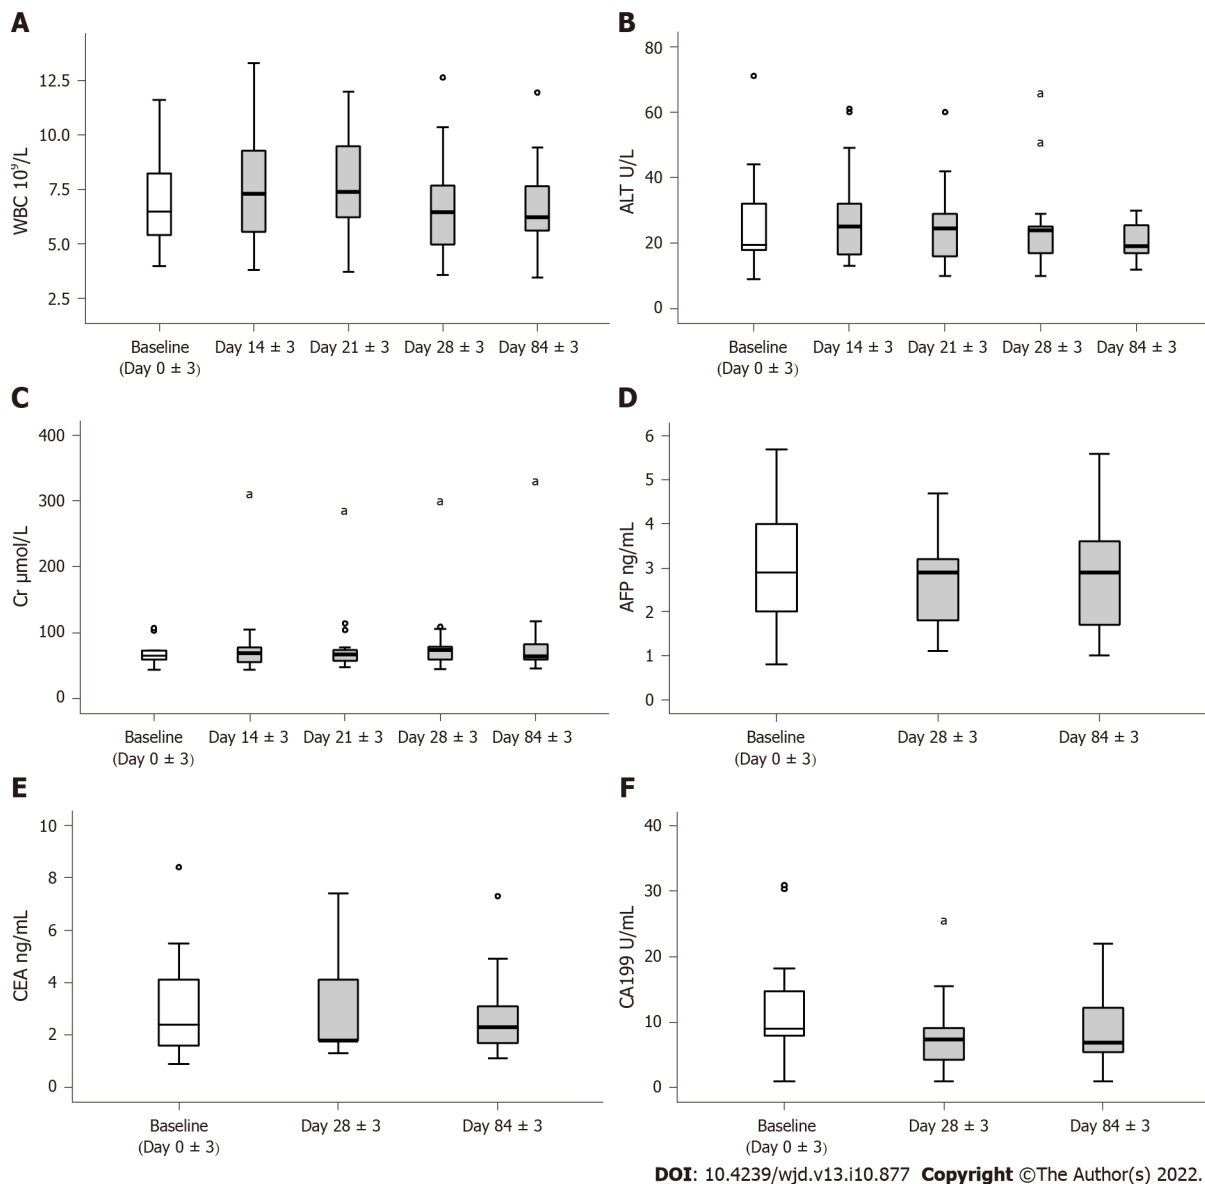 A
WBC 10⁹/L
12.5
10.0
7.5
5.0
2.5
Baseline
(Day 0 ± 3)
Day 14 ± 3
Day 21 ± 3
Day 28 ± 3
Day 84 ± 3
B
ALT U/L
80
60
40
20
0
a
a
Baseline
(Day 0 ± 3)
Day 14 ± 3
Day 21 ± 3
Day 28 ± 3
Day 84 ± 3
C
Cr μmol/L
400
300
200
100
0
a
a
a
a
Baseline
(Day 0 ± 3)
Day 14 ± 3
Day 21 ± 3
Day 28 ± 3
Day 84 ± 3
D
AFP ng/mL
6
5
4
3
2
1
0
Baseline
(Day 0 ± 3)
Day 28 ± 3
Day 84 ± 3
E
CEA ng/mL
10
8
6
4
2
0
Baseline
(Day 0 ± 3)
Day 28 ± 3
Day 84 ± 3
F
CA199 U/mL
40
30
20
10
0
a
Baseline
(Day 0 ± 3)
Day 28 ± 3
Day 84 ± 3
DOI: 10.4239/wjd.v13.i10.877 Copyright ©The Author(s) 2022.